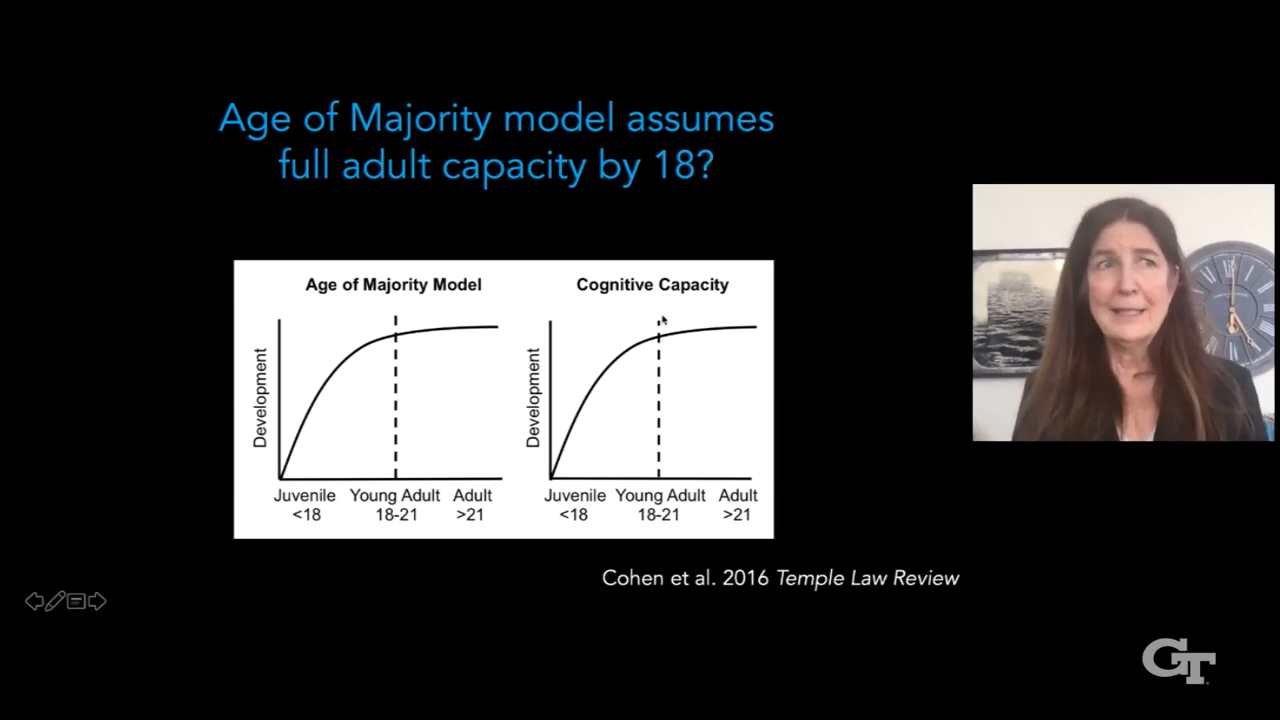 Age of Majority model assumes
full adult capacity by 18?
Age of Majority Model
Development
Juvenile Young Adult Adult
<18 18-21 >21
Cognitive Capacity
Development
Juvenile Young Adult Adult
<18 18-21 >21
Cohen et al. 2016 Temple Law Review
GT